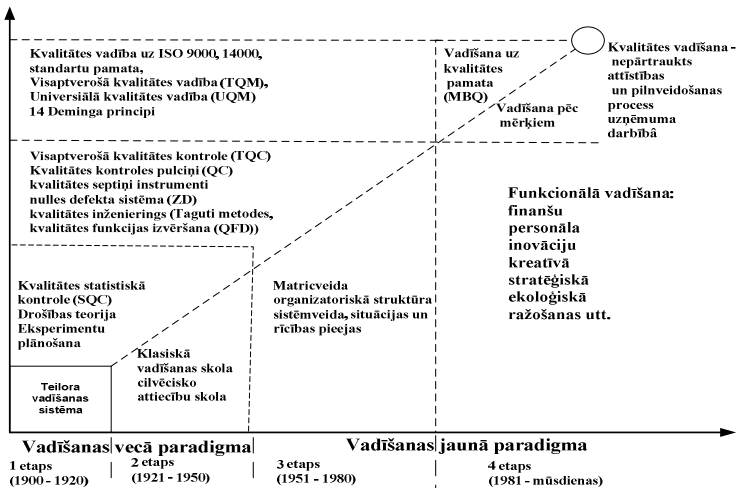 Kvalitātes vadība uz ISO 9000, 14000,
standartu pamata,
Visaptverošā kvalitātes vadība (TQM),
Universiālā kvalitātes vadība (UQM)
14 Deminga principi
Vadīšana uz
kvalitātes
pamata
(MBQ)
Vadīšana pēc
mērķiem
Kvalitātes vadīšana -
nepārtraukts
attīstības
un pilnveidošanas
process
uzņēmuma
darbībâ
Visaptverošā kvalitātes kontrole (TQC)
Kvalitātes kontroles pulciņi (QC)
kvalitātes septiņi instrumenti
nulles defekta sistēma (ZD)
kvalitātes inženierings (Taguti metodes,
kvalitātes funkcijas izvēršana (QFD))
Funkcionālā vadīšana:
finanšu
personāla
inovāciju
kreatīvā
stratēģiskā
ekoloģiskā
ražošanas utt.
Kvalitātes statistiskā
kontrole (SQC)
Drošības teorija
Eksperimentu
plānošana
Matricveida
organizatoriskā struktūra
sistēmveida, situācijas un
rīcības pieejas
Klasiskā
vadīšanas skola
cilvēcisko
attiecību skola
Teilora
vadīšanas
sistēma
Vadīšanas vecā paradigma
Vadīšanas jaunā paradigma
1 etaps
(1900 - 1920)
2 etaps
(1921 - 1950)
3 etaps
(1951 - 1980)
4 etaps
(1981 - mūsdienas)